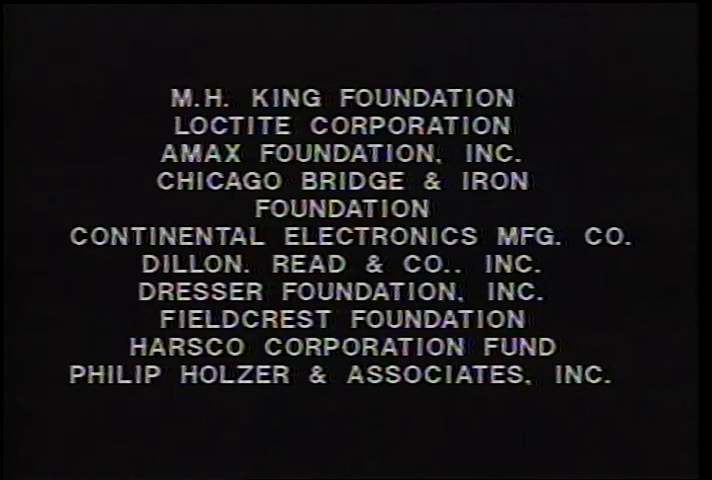 M.H. KING FOUNDATION
LOCTITE CORPORATION
AMAX FOUNDATION, INC.
CHICAGO BRIDGE & IRON
FOUNDATION
CONTINENTAL ELECTRONICS MFG. CO.
DILLON, READ & CO., INC.
DRESSER FOUNDATION, INC.
FIELDCREST FOUNDATION
HARSCO CORPORATION FUND
PHILIP HOLZER & ASSOCIATES, INC.